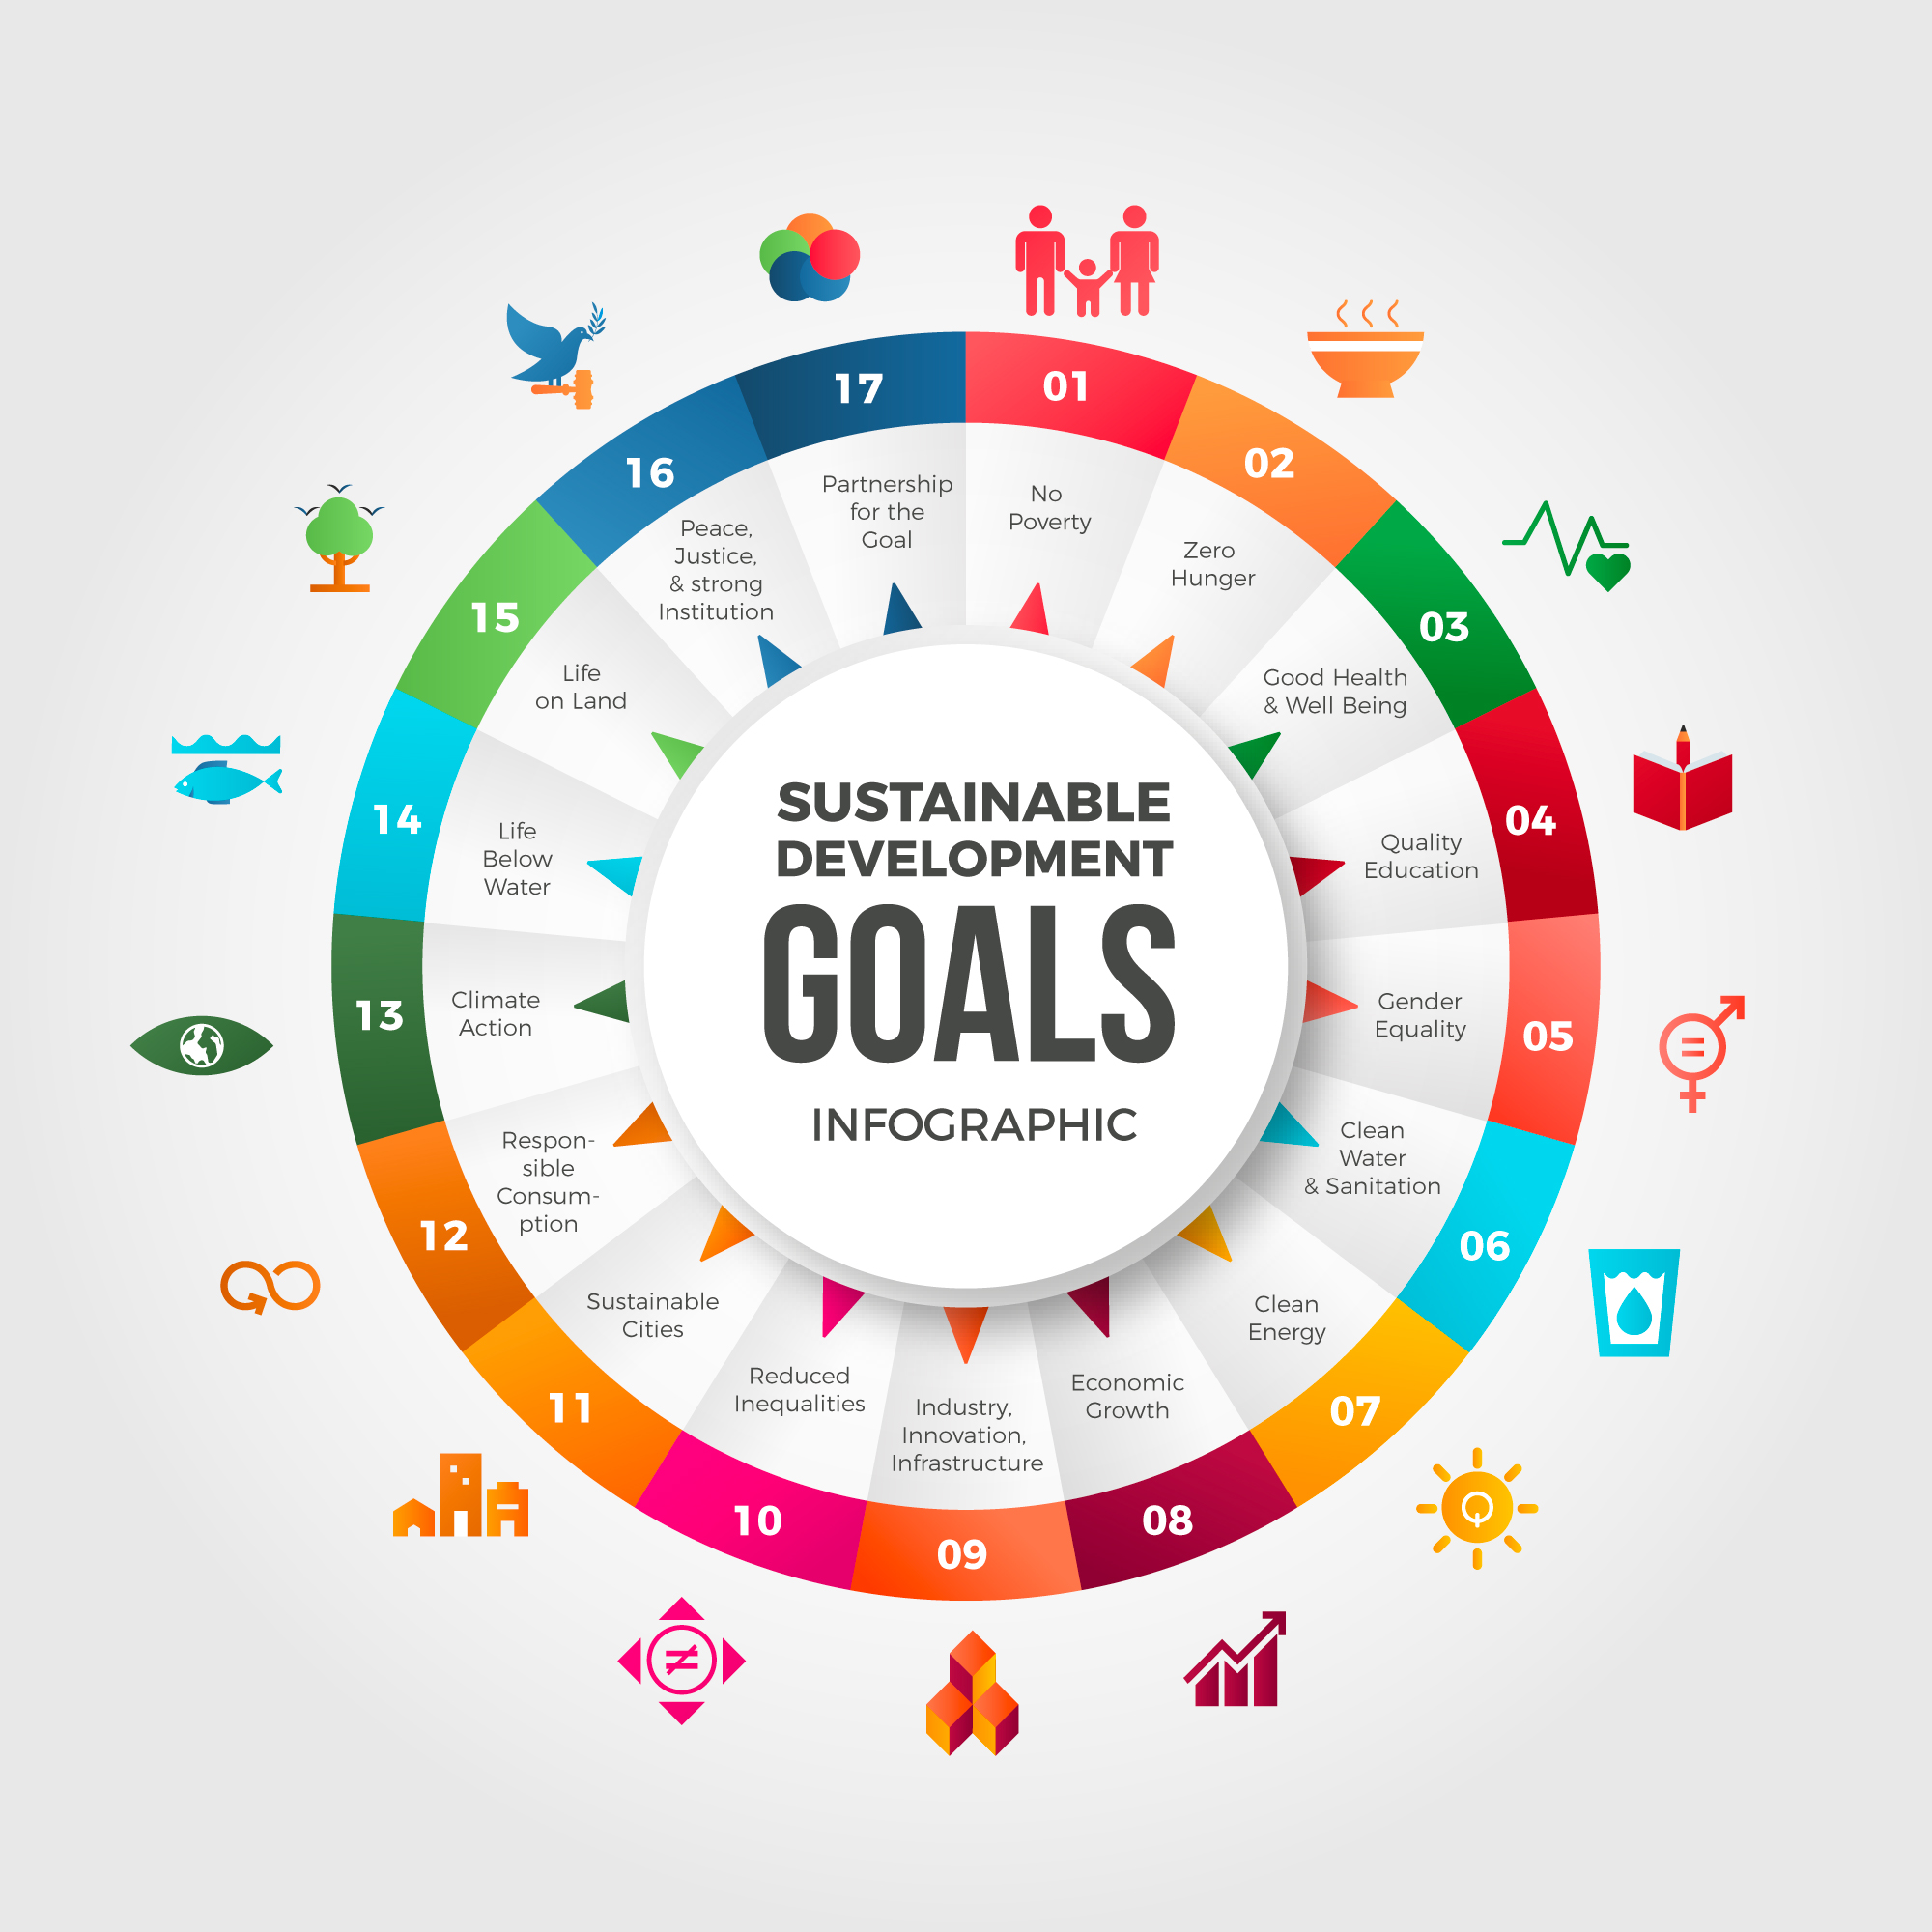 SUSTAINABLE
DEVELOPMENT
GOALS
INFOGRAPHIC
01
No
Poverty
02
Zero
Hunger
03
Good Health
& Well Being
04
Quality
Education
05
Gender
Equality
06
Clean
Water
& Sanitation
07
Clean
Energy
08
Economic
Growth
09
Industry,
Innovation,
Infrastructure
10
Reduced
Inequalities
11
Sustainable
Cities
12
Respon-
sible
Consum-
ption
13
Climate
Action
14
Life
Below
Water
15
Life
on Land
16
Peace,
Justice,
& strong
Institution
17
Partnership
for the
Goal